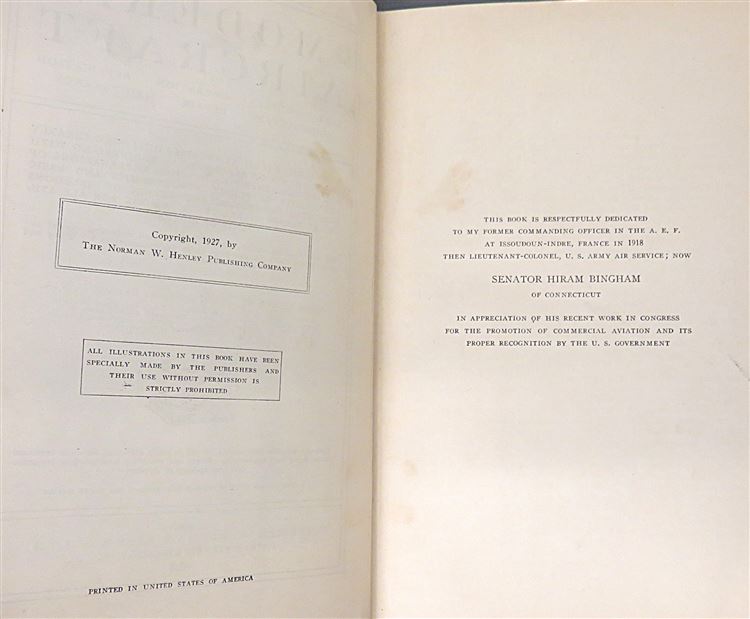 Copyright, 1927, by
The Norman W. Henley Publishing Company
ALL ILLUSTRATIONS IN THIS BOOK HAVE BEEN
SPECIALLY MADE BY THE PUBLISHERS AND
THEIR USE WITHOUT PERMISSION IS
STRICTLY PROHIBITED
PRINTED IN UNITED STATES OF AMERICA
THIS BOOK IS RESPECTFULLY DEDICATED
TO MY FORMER COMMANDING OFFICER IN THE A. E. F.
AT ISSOUDOUN-INDRE, FRANCE IN 1918
THEN LIEUTENANT-COLONEL, U. S. ARMY AIR SERVICE; NOW
SENATOR HIRAM BINGHAM
OF CONNECTICUT
IN APPRECIATION OF HIS RECENT WORK IN CONGRESS
FOR THE PROMOTION OF COMMERCIAL AVIATION AND ITS
PROPER RECOGNITION BY THE U. S. GOVERNMENT